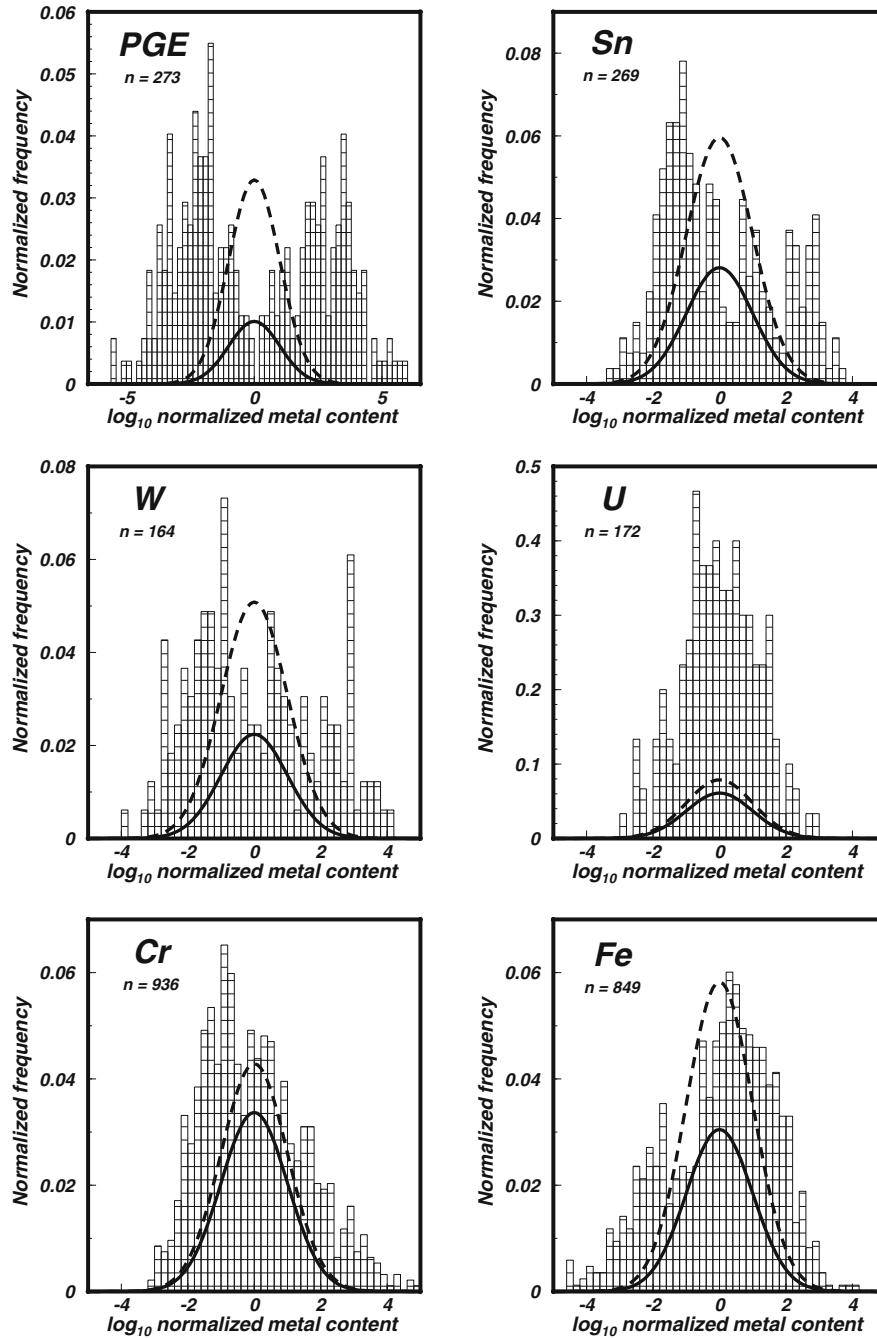 PGE
n = 273
Normalized frequency
0.06
0.05
0.04
0.03
0.02
0.01
0
-5 0 5
log10 normalized metal content
Sn
n = 269
Normalized frequency
0.08
0.06
0.04
0.02
0
-4 -2 0 2 4
log10 normalized metal content
W
n = 164
Normalized frequency
0.08
0.06
0.04
0.02
0
-4 -2 0 2 4
log10 normalized metal content
U
n = 172
Normalized frequency
0.5
0.4
0.3
0.2
0.1
0
-4 -2 0 2 4
log10 normalized metal content
Cr
n = 936
Normalized frequency
0.06
0.04
0.02
0
-4 -2 0 2 4
log10 normalized metal content
Fe
n = 849
Normalized frequency
0.06
0.04
0.02
0
-4 -2 0 2 4
log10 normalized metal content